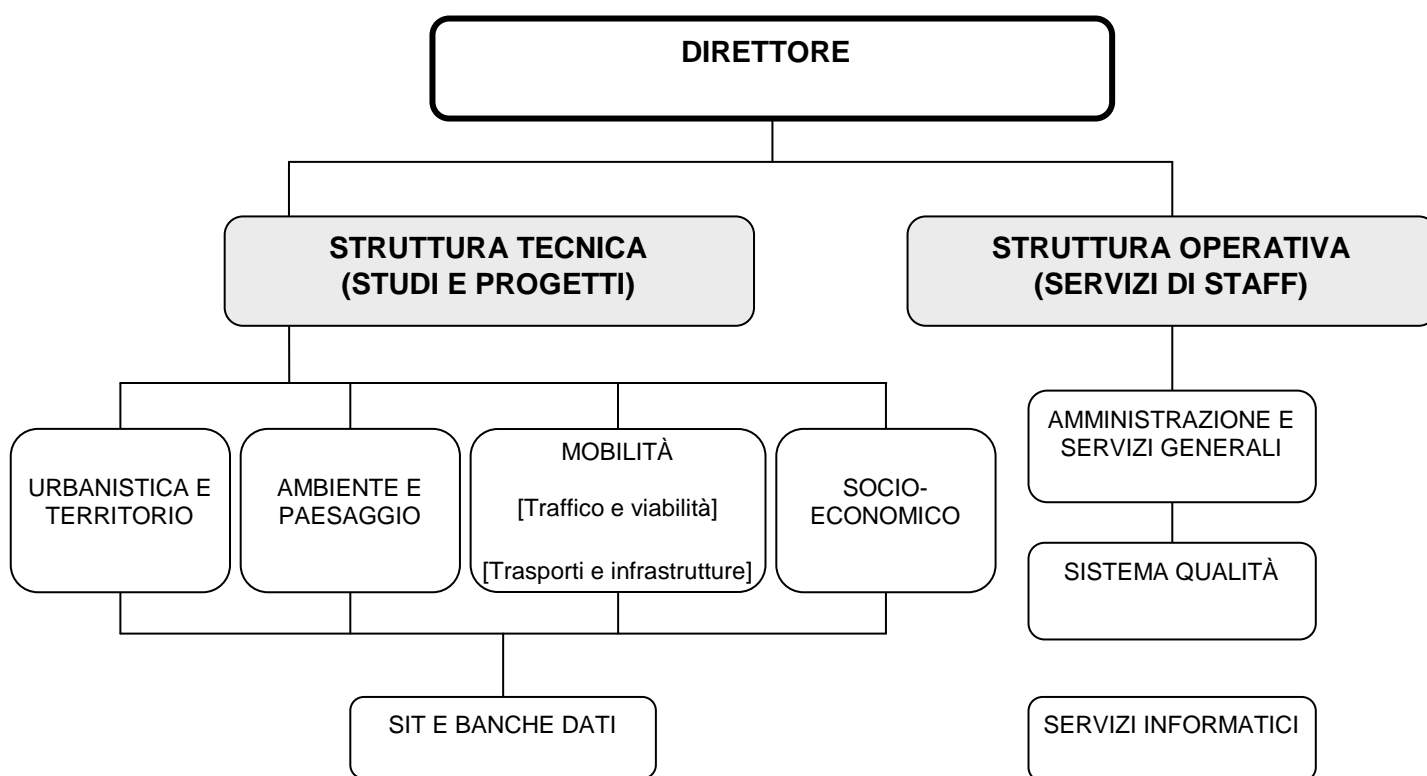 DIRETTORE
STRUTTURA TECNICA
(STUDI E PROGETTI)
STRUTTURA OPERATIVA
(SERVIZI DI STAFF)
URBANISTICA E
TERRITORIO
AMBIENTE E
PAESAGGIO
MOBILITÀ
[Traffico e viabilità]
[Trasporti e infrastrutture]
SOCIO-
ECONOMICO
AMMINISTRAZIONE E
SERVIZI GENERALI
SISTEMA QUALITÀ
SIT E BANCHE DATI
SERVIZI INFORMATICI